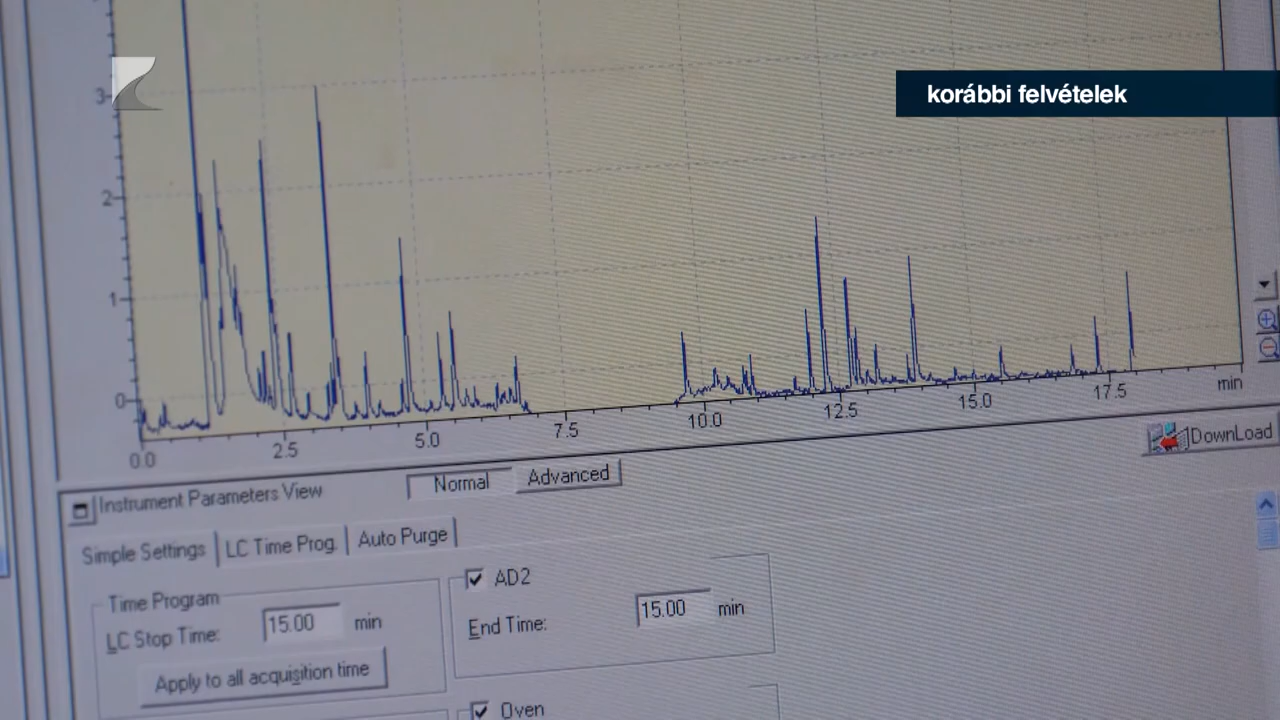 korábbi felvételek
3
2
1
0
0.0 2.5 5.0 7.5 10.0 12.5 15.0 17.5 min
DownLoad
Instrument Parameters View Normal Advanced
Simple Settings LC Time Prog. Auto Purge
Time Program
LC Stop Time: 15.00 min
Apply to all acquisition time
AD2
End Time: 15.00 min
Oven